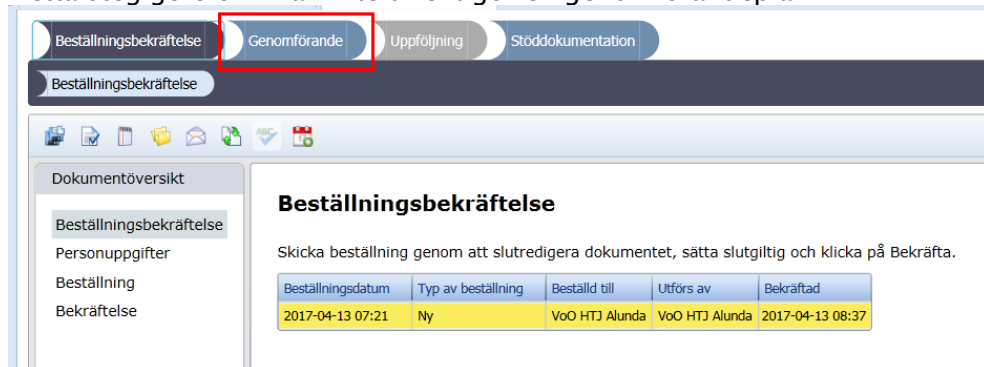 Beställningsbekräftelse Genomförande Uppföljning Stöddokumentation
Beställningsbekräftelse
ABC
Dokumentöversikt
Beställningsbekräftelse
Personuppgifter
Beställning
Bekräftelse
Beställningsbekräftelse
Skicka beställning genom att slutredigera dokumentet, sätta slutgiltig och klicka på Bekräfta.
Beställningsdatum Typ av beställning Beställd till Utförs av Bekräftad
2017-04-13 07:21 Ny VoO HTJ Alunda VoO HTJ Alunda 2017-04-13 08:37